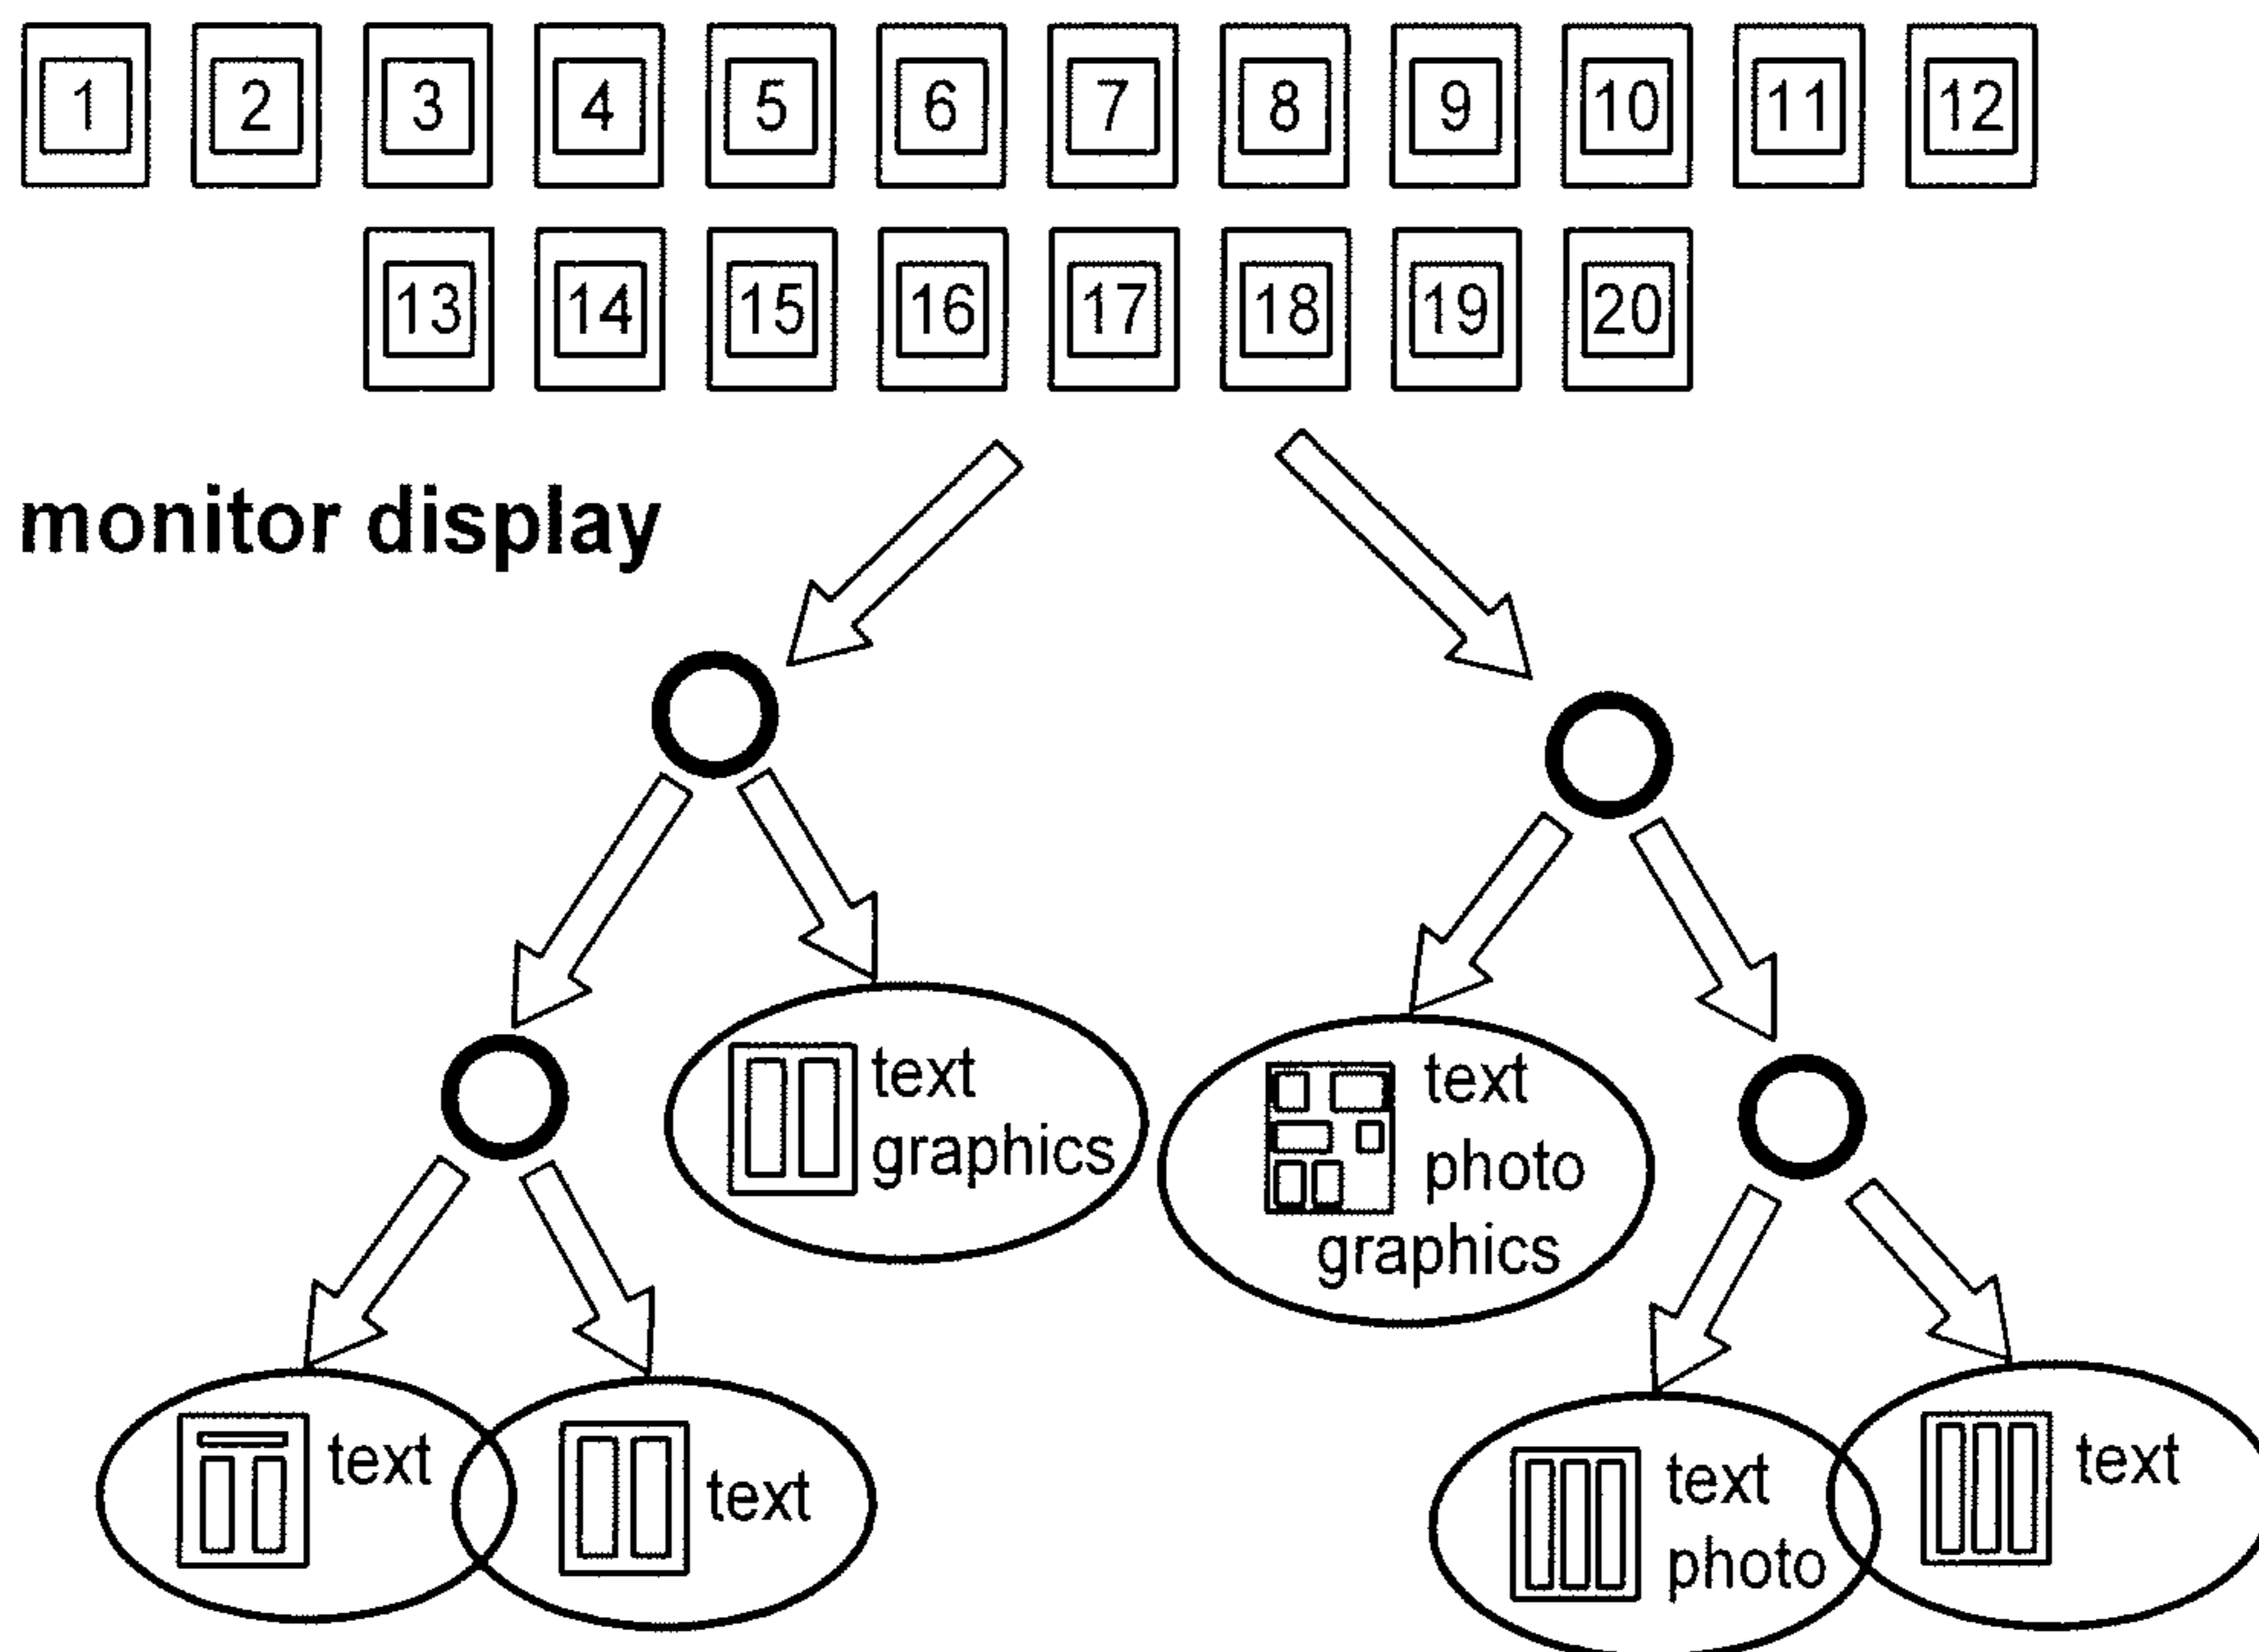 1 2 3 4 5 6 7 8 9 10 11 12
13 14 15 16 17 18 19 20
monitor display
text
graphics
text
photo
graphics
text
text
text
photo
text